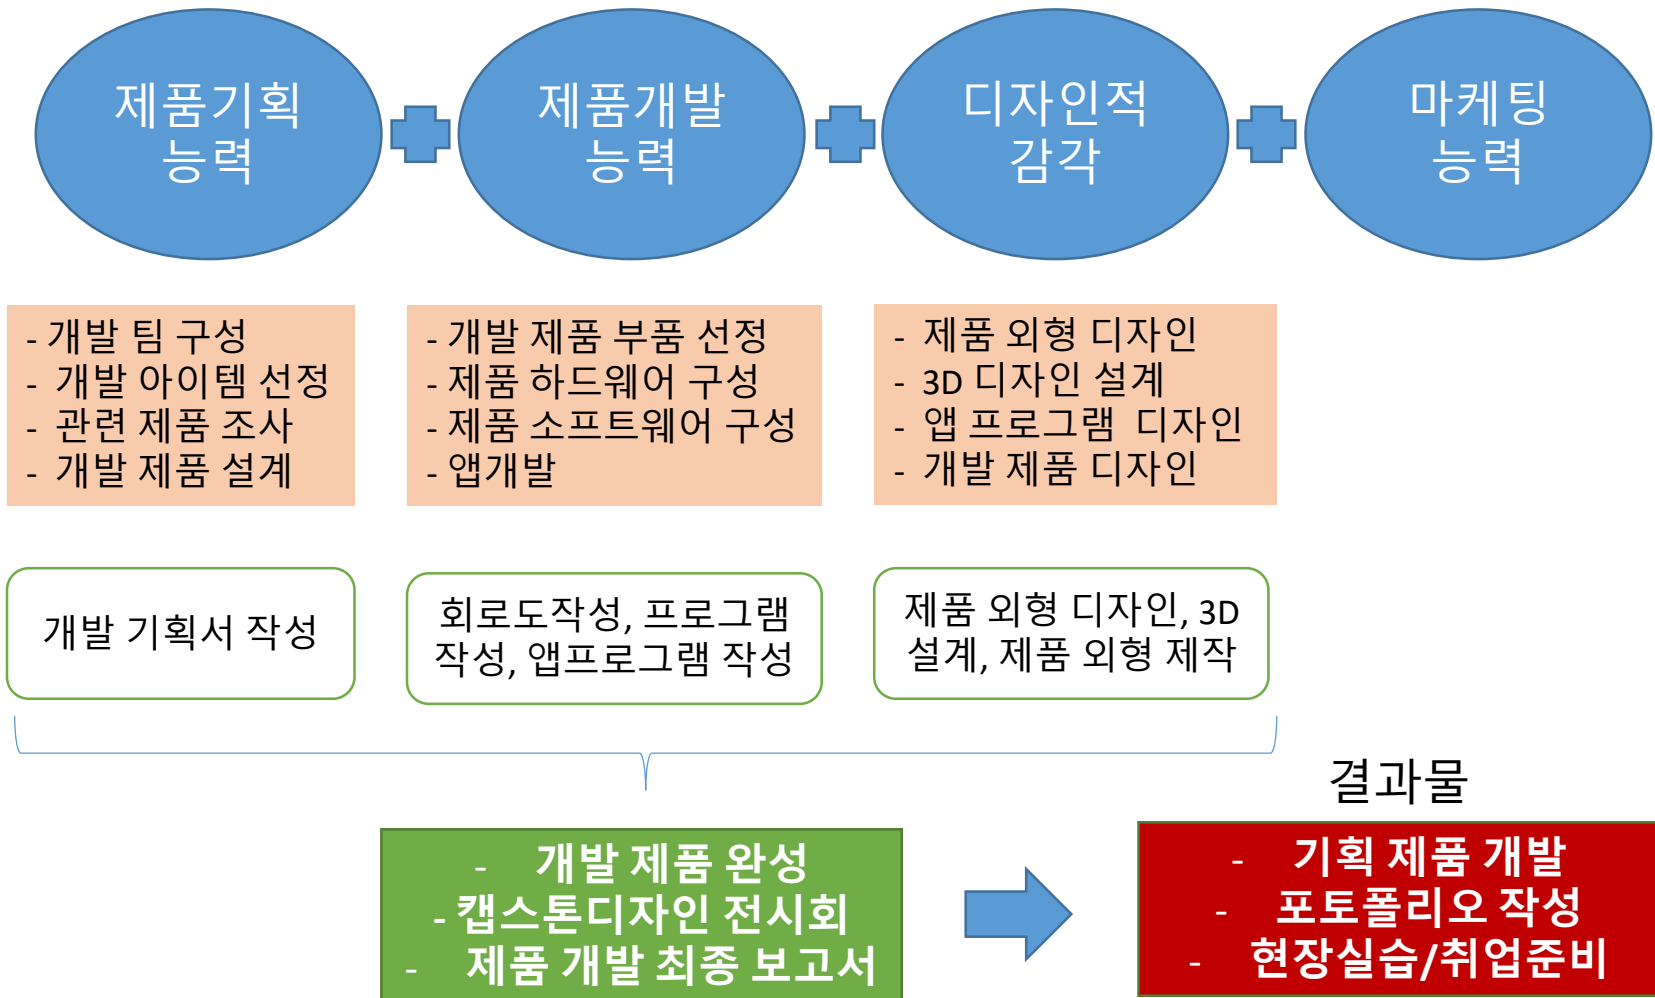 제품기획
능력
제품개발
능력
디자인적
감각
마케팅
능력
- 개발 팀 구성
- 개발 아이템 선정
- 관련 제품 조사
- 개발 제품 설계
- 개발 제품 부품 선정
- 제품 하드웨어 구성
- 제품 소프트웨어 구성
- 앱개발
- 제품 외형 디자인
- 3D 디자인 설계
- 앱 프로그램 디자인
- 개발 제품 디자인
개발 기획서 작성
회로도작성, 프로그램
작성, 앱프로그램 작성
제품 외형 디자인, 3D
설계, 제품 외형 제작
- 개발 제품 완성
- 캡스톤디자인 전시회
- 제품 개발 최종 보고서
결과물
- 기획 제품 개발
- 포토폴리오 작성
- 현장실습/취업준비